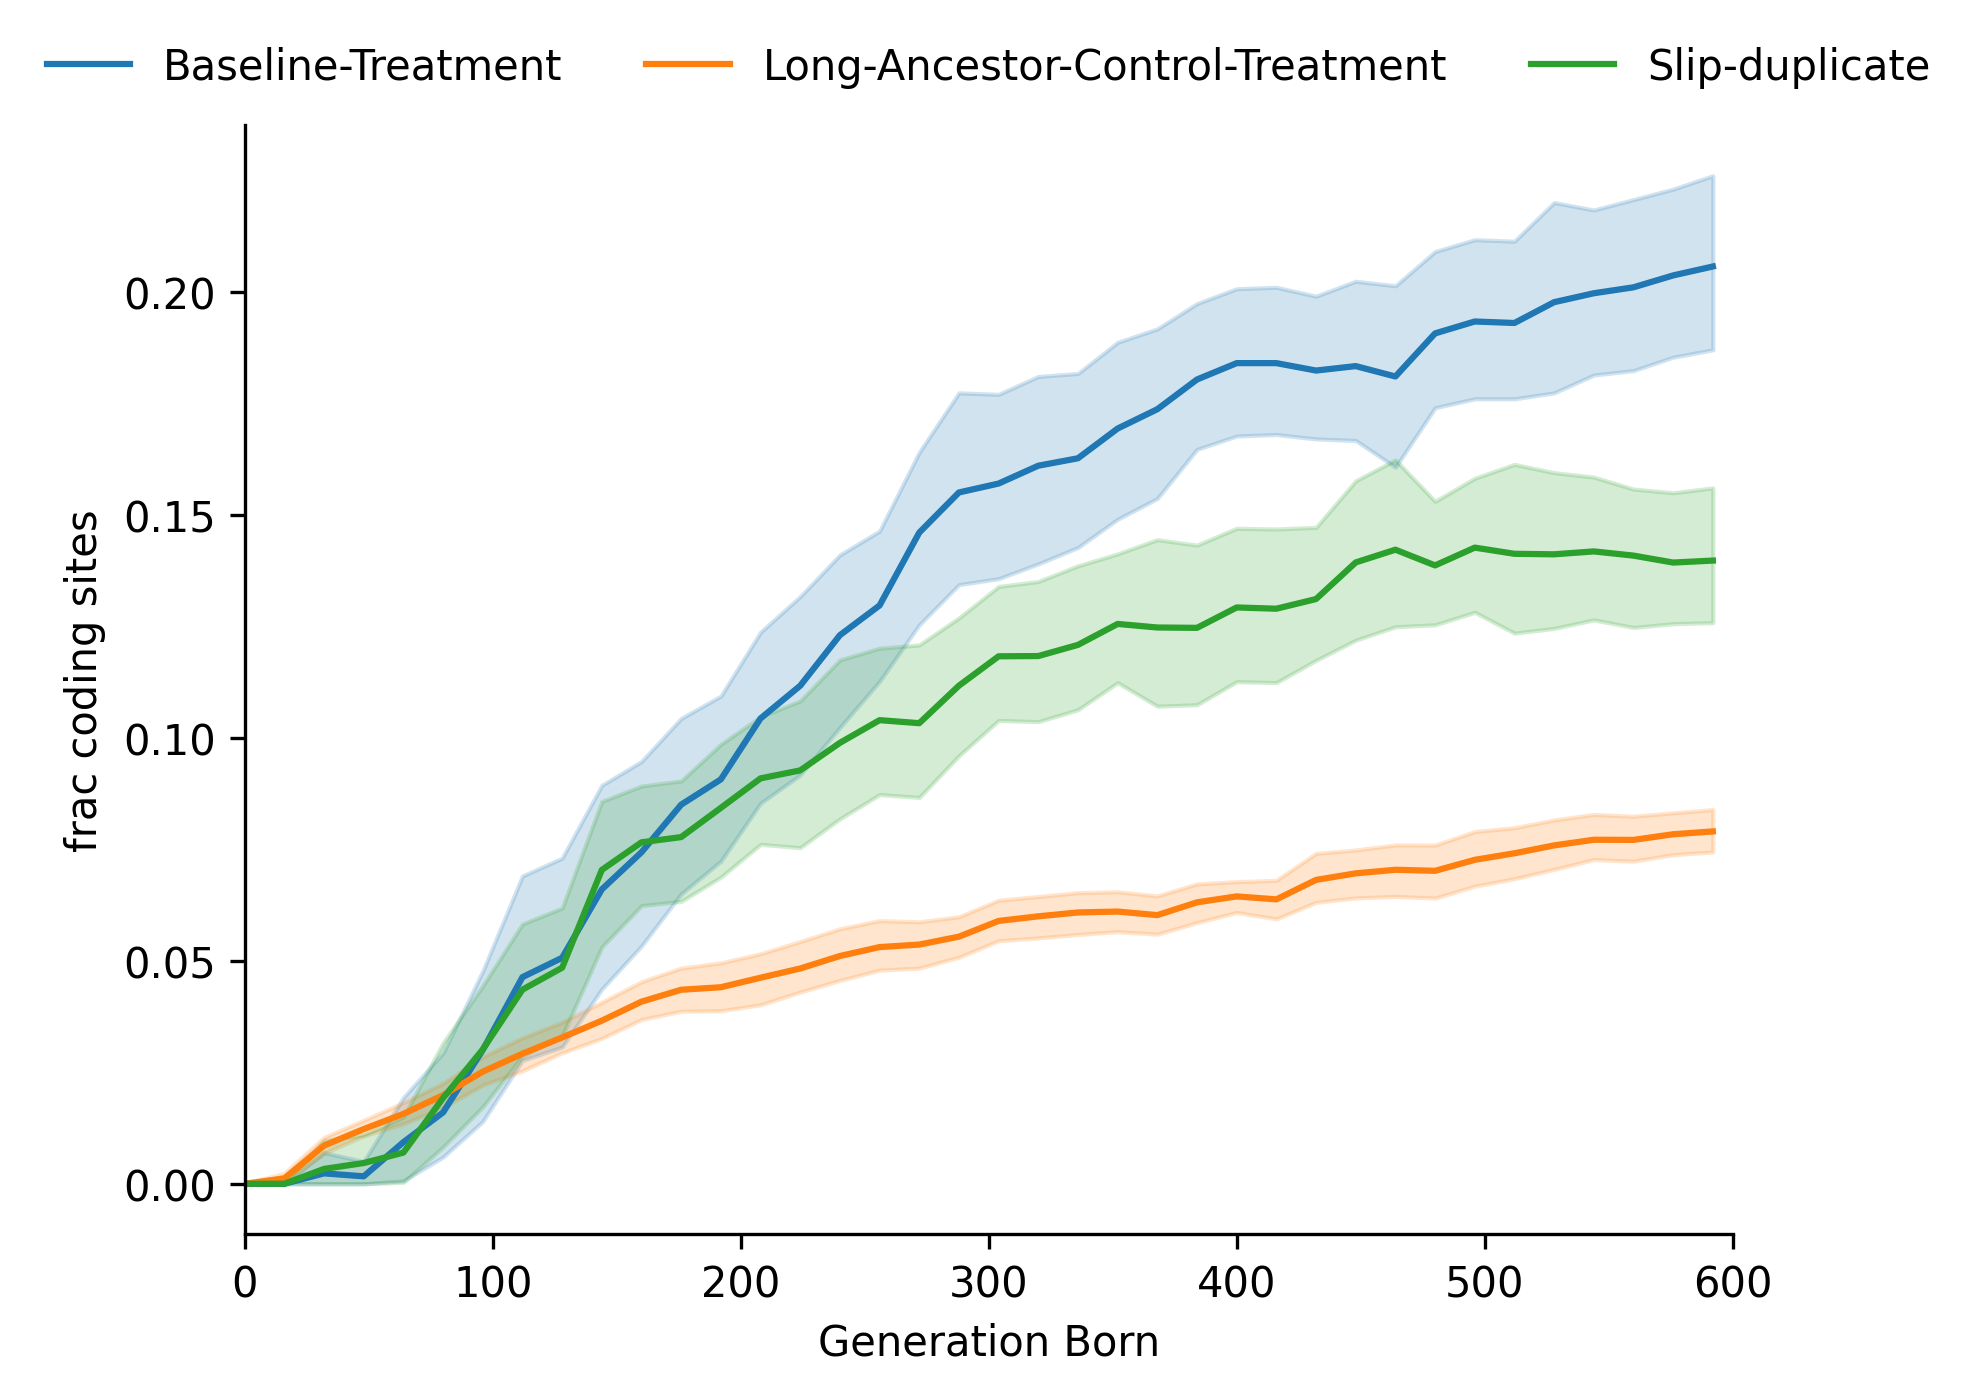 Baseline-Treatment Long-Ancestor-Control-Treatment Slip-duplicate
frac coding sites
0.20
0.15
0.10
0.05
0.00
0 100 200 300 400 500 600
Generation Born